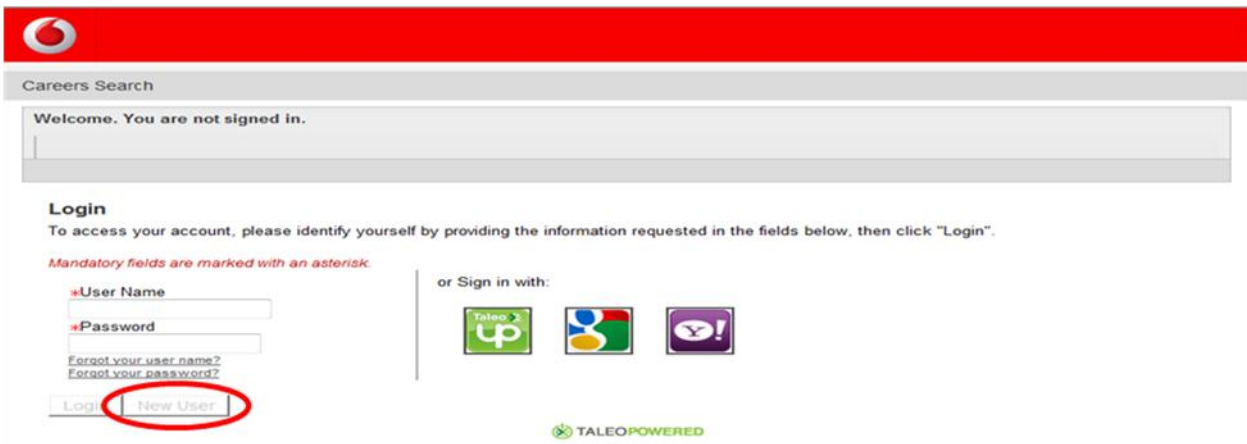 Careers Search
Welcome. You are not signed in.
Login
To access your account, please identify yourself by providing the information requested in the fields below, then click "Login".
Mandatory fields are marked with an asterisk.
*User Name
*Password
Forgot your user name?
Forgot your password?
Login New User
or Sign in with:
Taleo up
Y!
TALEOPOWERED